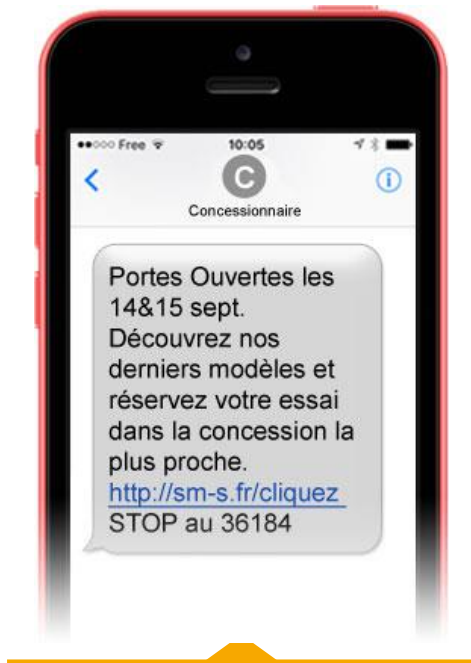 Free 10:05
C
Concessionnaire
Portes Ouvertes les
14&15 sept.
Découvrez nos
derniers modèles et
réservez votre essai
dans la concession la
plus proche.
http://sm-s.fr/cliquez
STOP au 36184